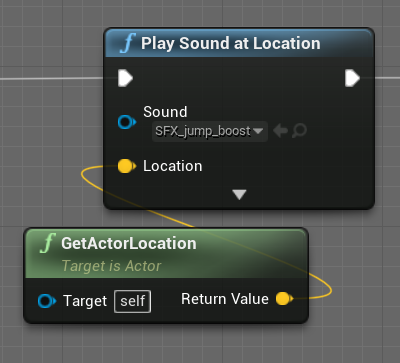 f Play Sound at Location
Sound
SFX_jump_boost
Location
f GetActorLocation
Target is Actor
Target self Return Value